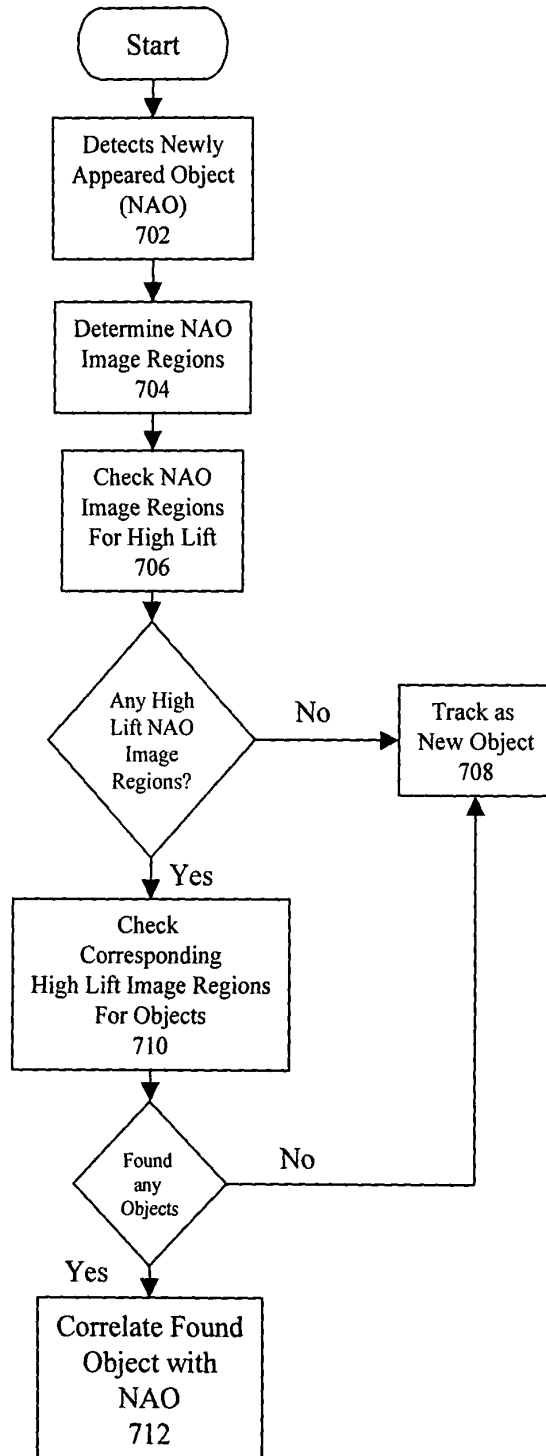 Start
Detects Newly
Appeared Object
(NAO)
702
Determine NAO
Image Regions
704
Check NAO
Image Regions
For High Lift
706
Any High
Lift NAO
Image
Regions?
No
Track as
New Object
708
Yes
Check
Corresponding
High Lift Image Regions
For Objects
710
Found
any
Objects
No
Yes
Correlate Found
Object with
NAO
712